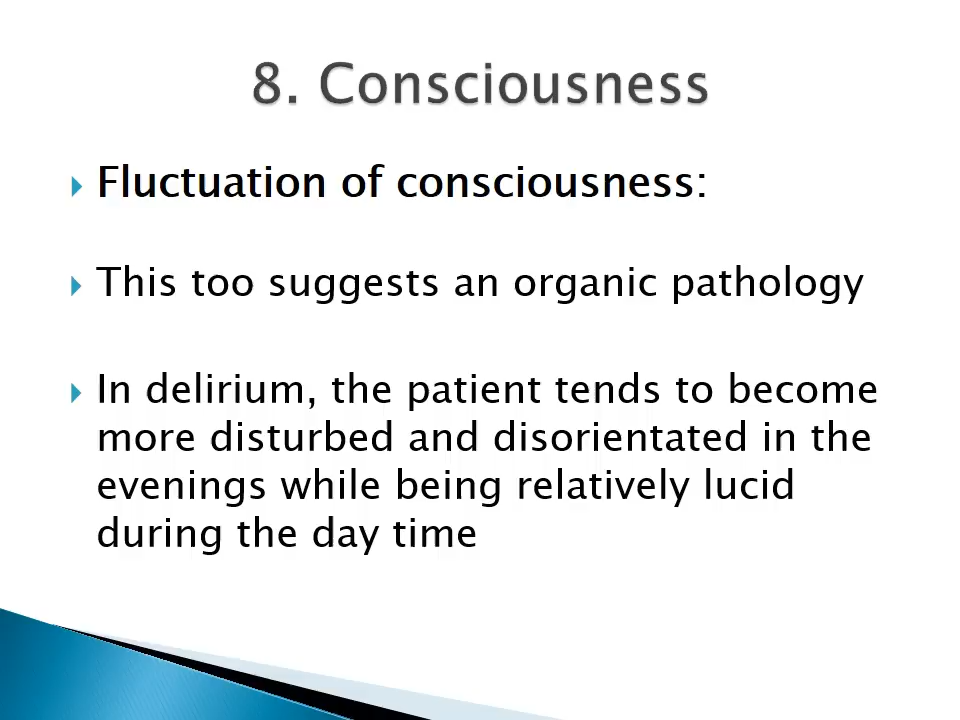 8. Consciousness
Fluctuation of consciousness:
This too suggests an organic pathology
In delirium, the patient tends to become
more disturbed and disorientated in the
evenings while being relatively lucid
during the day time